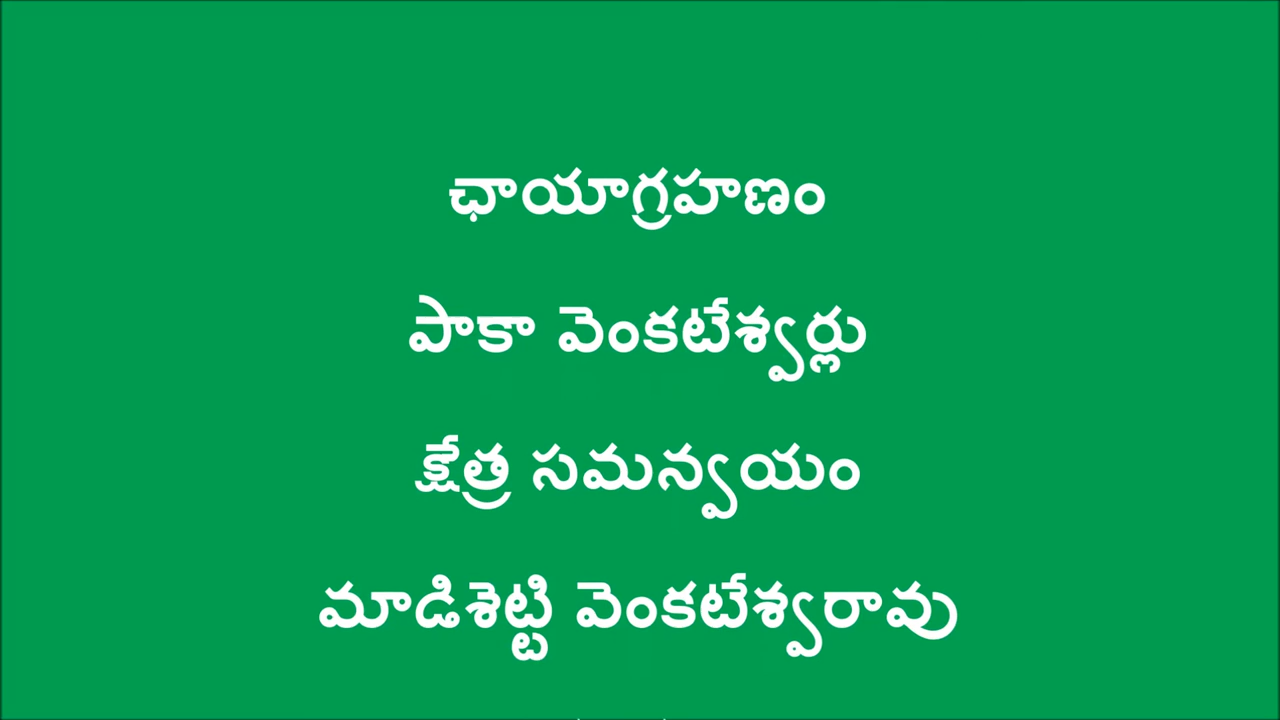 ఛాయాగ్రహణం
పాకా వెంకటేశ్వర్లు
క్షేత్ర సమన్వయం
మాడిశెట్టి వెంకటేశ్వరావు